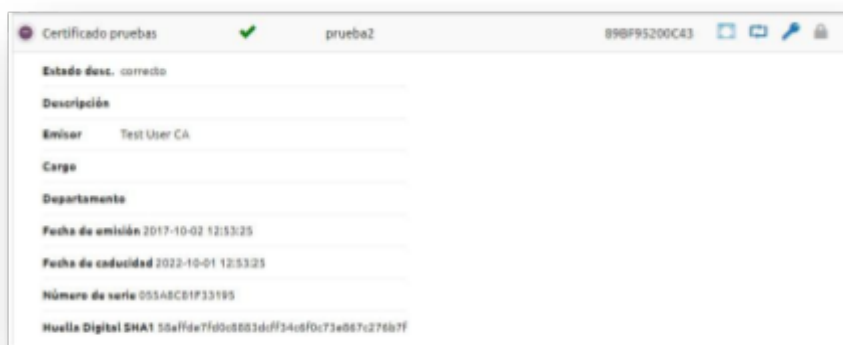 Certificado pruebas prueba2 89BF95200C43
Estado desc. correcto
Descripción
Emisor Test User CA
Cargo
Departamento
Fecha de emisión 2017-10-02 12:53:25
Fecha de caducidad 2022-10-01 12:53:25
Número de serie
Huella Digital SHA1